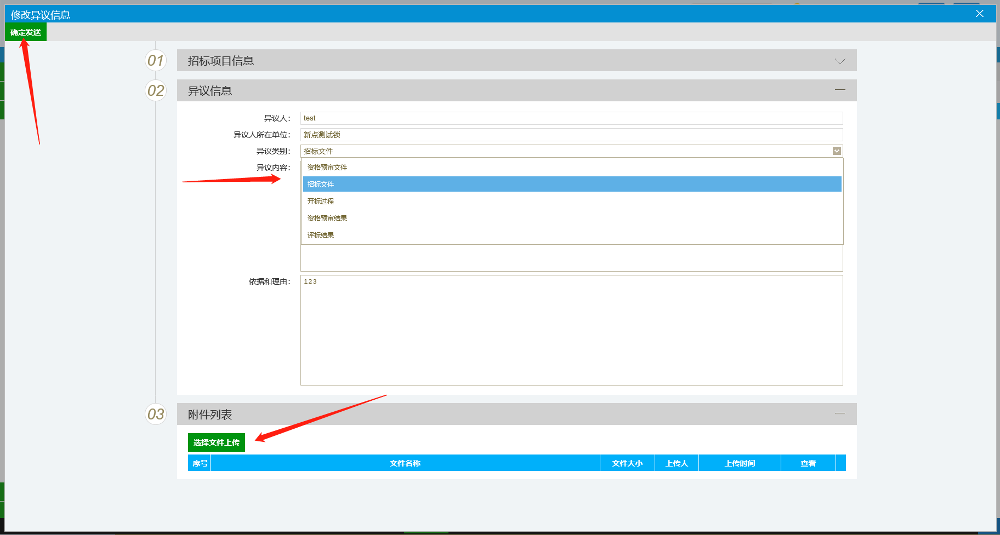 修改异议信息
确定发送
01 招标项目信息
02 异议信息
异议人： test
异议人所在单位： 新点测试锁
异议类别： 招标文件
异议内容：
资格预审文件
招标文件
开标过程
资格预审结果
评标结果
依据和理由： 123
03 附件列表
选择文件上传
序号 文件名称 文件大小 上传人 上传时间 查看